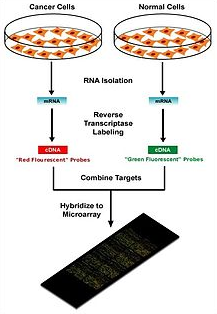 Cancer Cells
Normal Cells
RNA Isolation
mRNA
mRNA
Reverse
Transcriptase
Labeling
cDNA
cDNA
"Red Flourescent" Probes
"Green Fluorescent" Probes
Combine Targets
Hybridize to
Microarray